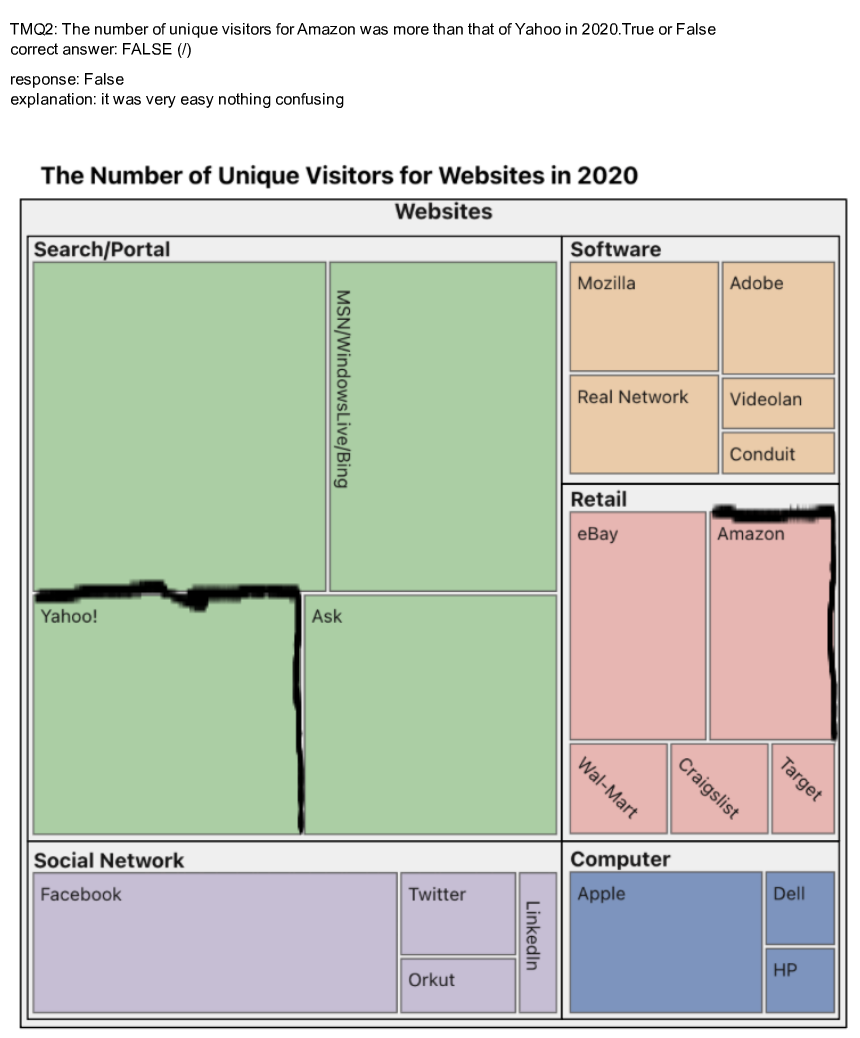 TMQ2: The number of unique visitors for Amazon was more than that of Yahoo in 2020.True or False
correct answer: FALSE (/)
response: False
explanation: it was very easy nothing confusing
The Number of Unique Visitors for Websites in 2020
Websites
Search/Portal
MSN/WindowsLive/Bing
Yahoo!
Ask
Software
Mozilla
Adobe
Real Network
Videolan
Conduit
Retail
eBay
Amazon
Wal-Mart
Craigslist
Target
Social Network
Facebook
Twitter
Orkut
LinkedIn
Computer
Apple
Dell
HP